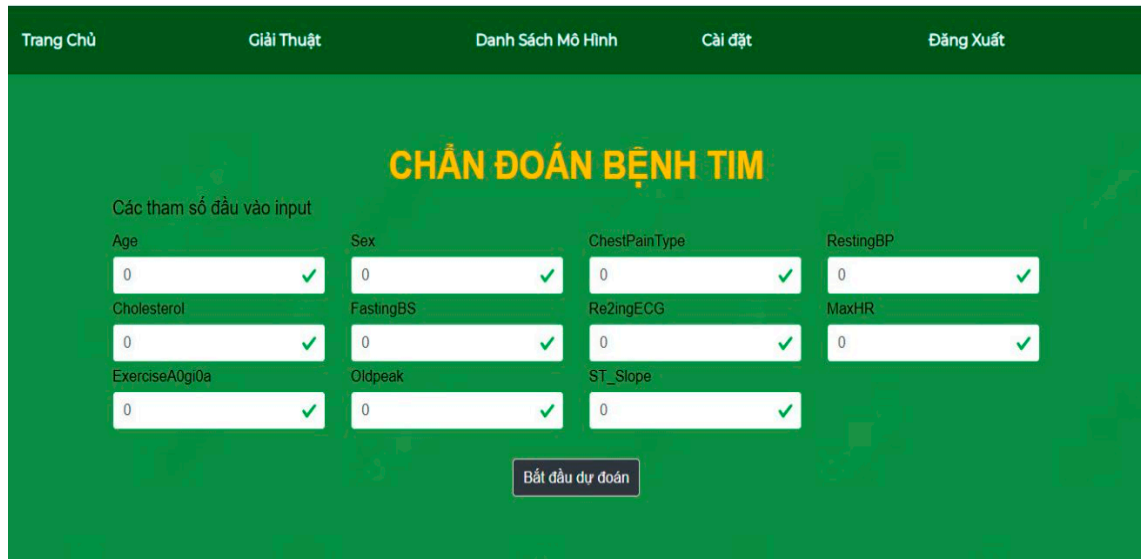 Trang Chủ Giải Thuật Danh Sách Mô Hình Cài đặt Đăng Xuất
CHẨN ĐOÁN BỆNH TIM
Các tham số đầu vào input
Age Sex ChestPainType RestingBP
0 0 0 0
Cholesterol FastingBS Re2ingECG MaxHR
0 0 0 0
ExerciseA0gi0a Oldpeak ST_Slope
0 0 0
Bắt đầu dự đoán